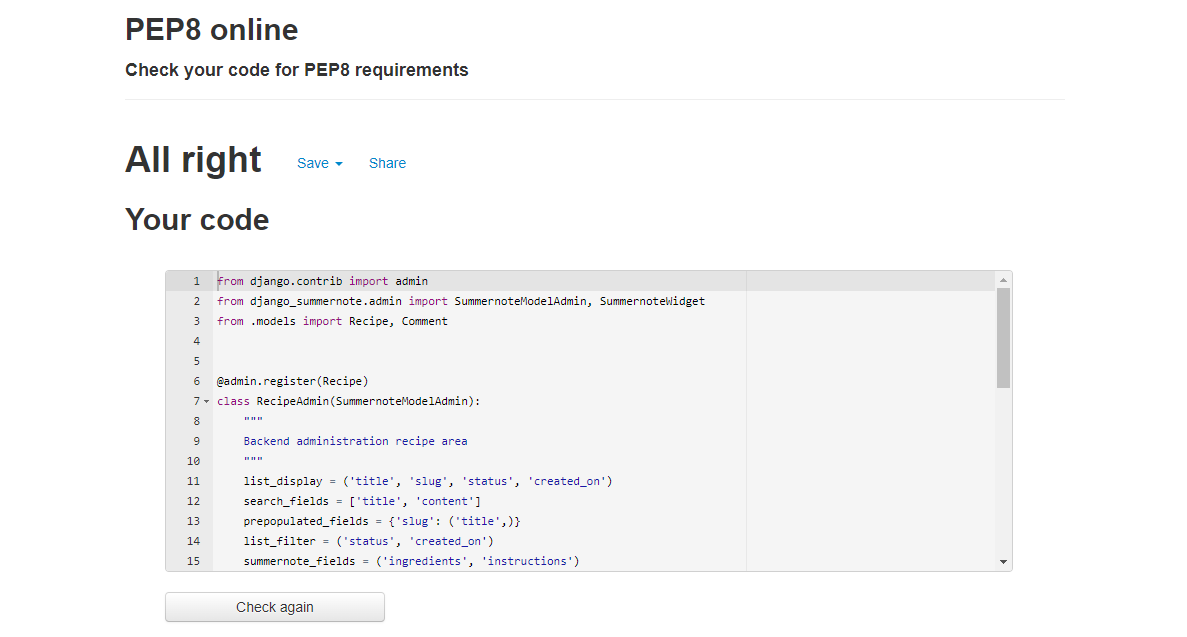 PEP8 online
Check your code for PEP8 requirements
All right Save Share
Your code
1 from django.contrib import admin
2 from django_summernote.admin import SummernoteModelAdmin, SummernoteWidget
3 from .models import Recipe, Comment
4
5
6 @admin.register(Recipe)
7 class RecipeAdmin(SummernoteModelAdmin):
8 """
9 Backend administration recipe area
10 """
11 list_display = ('title', 'slug', 'status', 'created_on')
12 search_fields = ['title', 'content']
13 prepopulated_fields = {'slug': ('title',)}
14 list_filter = ('status', 'created_on')
15 summernote_fields = ('ingredients', 'instructions')
Check again